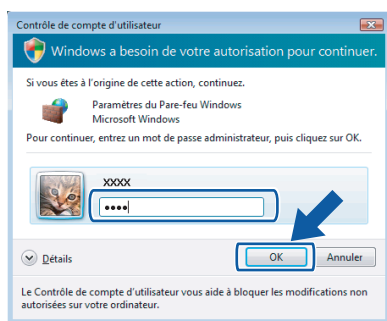 Contrôle de compte d'utilisateur
Windows a besoin de votre autorisation pour continuer.
Si vous êtes à l'origine de cette action, continuez.
Paramètres du Pare-feu Windows
Microsoft Windows
Pour continuer, entrez un mot de passe administrateur, puis cliquez sur OK.
XXXX
••••
Détails
OK
Annuler
Le Contrôle de compte d'utilisateur vous aide à bloquer les modifications non
autorisées sur votre ordinateur.